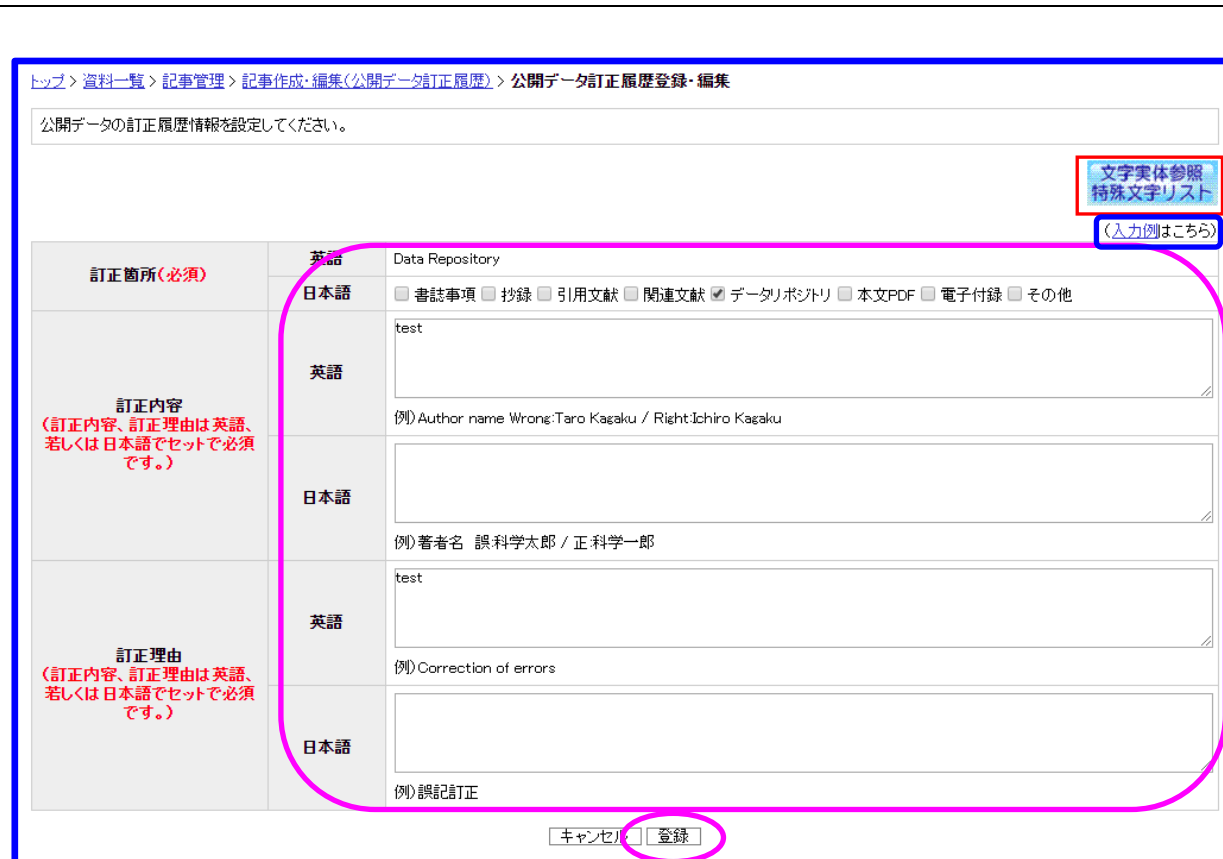 トップ > 資料一覧 > 記事管理 > 記事作成・編集(公開データ訂正履歴) > 公開データ訂正履歴登録・編集
公開データの訂正履歴情報を設定してください。
文字実体参照
特殊文字リスト
(入力例はこちら)
訂正箇所(必須)
英語
Data Repository
日本語
書誌事項 抄録 引用文献 関連文献 データリポジトリ 本文PDF 電子付録 その他
訂正内容
(訂正内容、訂正理由は英語、
若しくは日本語でセットで必須
です。)
英語
test
例)Author name Wrong:Taro Kagaku / Right:Ichiro Kagaku
日本語
例)著者名 誤:科学太郎 / 正:科学一郎
訂正理由
(訂正内容、訂正理由は英語、
若しくは日本語でセットで必須
です。)
英語
test
例)Correction of errors
日本語
例)誤記訂正
キャンセル 登録